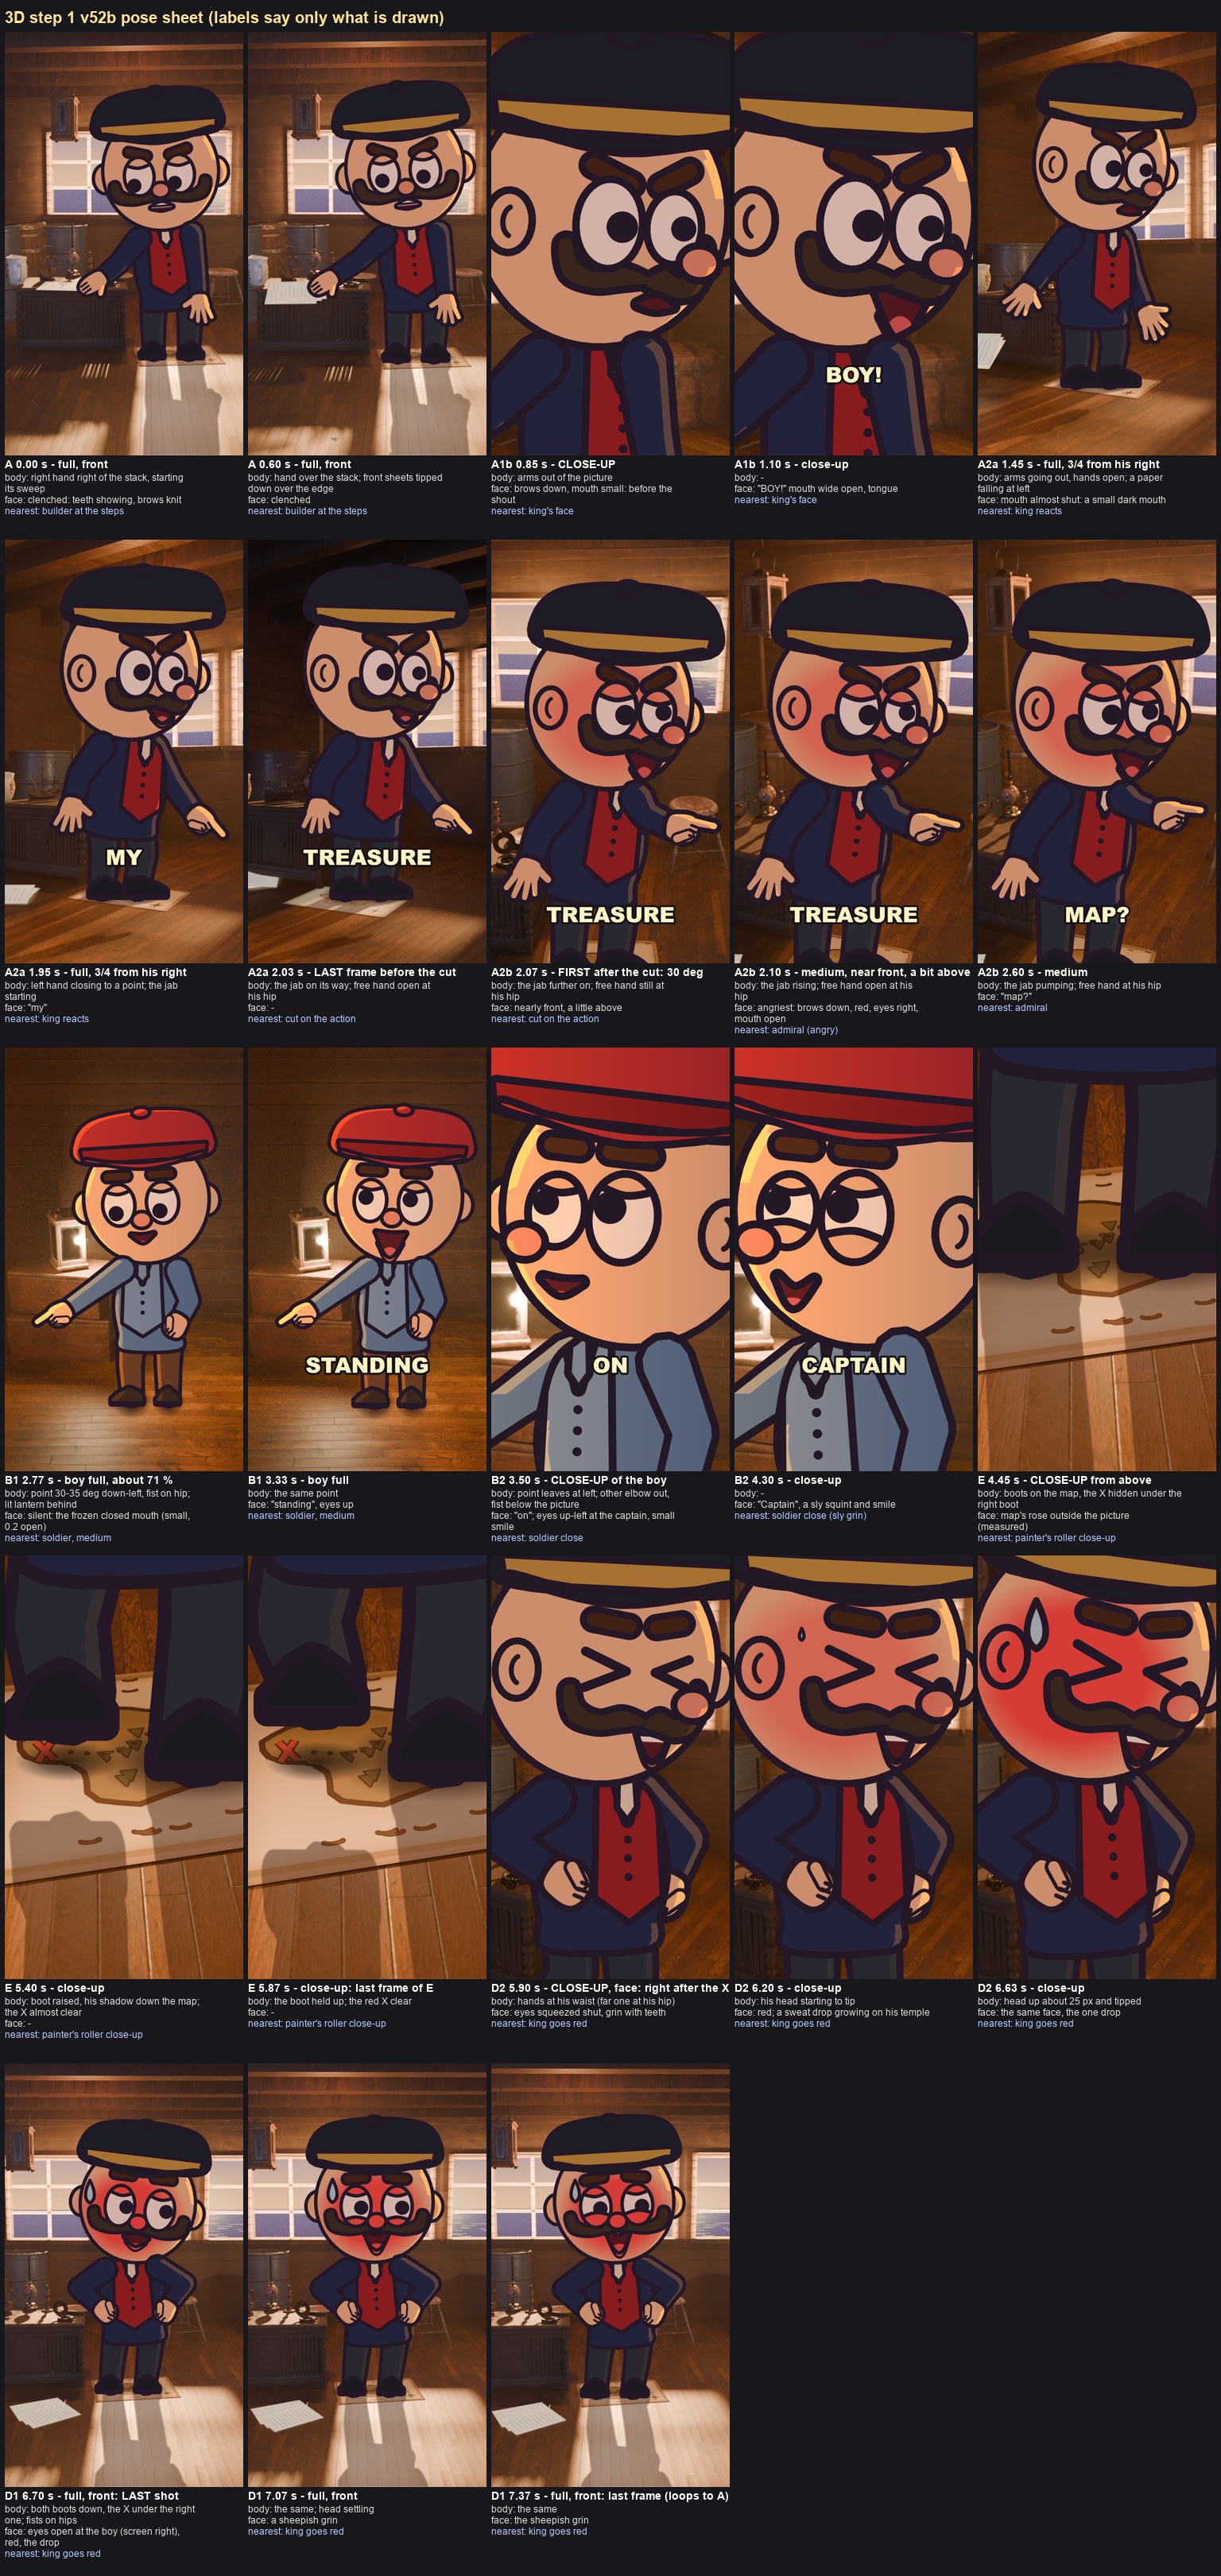 3D step 1 v52b pose sheet (labels say only what is drawn)
BOY!
A 0.00 s - full, front
body: right hand right of the stack, starting
its sweep
face: clenched: teeth showing, brows knit
nearest: builder at the steps
A 0.60 s - full, front
body: hand over the stack; front sheets tipped
down over the edge
face: clenched
nearest: builder at the steps
A1b 0.85 s - CLOSE-UP
body: arms out of the picture
face: brows down, mouth small: before the
shout
nearest: king's face
A1b 1.10 s - close-up
body: -
face: "BOY!" mouth wide open, tongue
nearest: king's face
A2a 1.45 s - full, 3/4 from his right
body: arms going out, hands open; a paper
falling at left
face: mouth almost shut: a small dark mouth
nearest: king reacts
MY
TREASURE
TREASURE
TREASURE
MAP?
A2a 1.95 s - full, 3/4 from his right
body: left hand closing to a point; the jab
starting
face: "my"
nearest: king reacts
A2a 2.03 s - LAST frame before the cut
body: the jab on its way; free hand open at
his hip
face: -
nearest: cut on the action
A2b 2.07 s - FIRST after the cut: 30 deg
body: the jab further on; free hand still at
his hip
face: nearly front, a little above
nearest: cut on the action
A2b 2.10 s - medium, near front, a bit above
body: the jab rising; free hand open at his
hip
face: angriest: brows down, red, eyes right,
mouth open
nearest: admiral (angry)
A2b 2.60 s - medium
body: the jab pumping; free hand at his hip
face: "map?"
nearest: admiral
STANDING
ON
CAPTAIN
B1 2.77 s - boy full, about 71 %
body: point 30-35 deg down-left, fist on hip;
lit lantern behind
face: silent: the frozen closed mouth (small,
0.2 open)
nearest: soldier, medium
B1 3.33 s - boy full
body: the same point
face: "standing", eyes up
nearest: soldier, medium
B2 3.50 s - CLOSE-UP of the boy
body: point leaves at left; other elbow out,
fist below the picture
face: "on"; eyes up-left at the captain, small
smile
nearest: soldier close
B2 4.30 s - close-up
body: -
face: "Captain", a sly squint and smile
nearest: soldier close (sly grin)
E 4.45 s - CLOSE-UP from above
body: boots on the map, the X hidden under the
right boot
face: map's rose outside the picture
(measured)
nearest: painter's roller close-up
E 5.40 s - close-up
body: boot raised, his shadow down the map;
the X almost clear
face: -
nearest: painter's roller close-up
E 5.87 s - close-up: last frame of E
body: the boot held up; the red X clear
face: -
nearest: painter's roller close-up
D2 5.90 s - CLOSE-UP, face: right after the X
body: hands at his waist (far one at his hip)
face: eyes squeezed shut, grin with teeth
nearest: king goes red
D2 6.20 s - close-up
body: his head starting to tip
face: red; a sweat drop growing on his temple
nearest: king goes red
D2 6.63 s - close-up
body: head up about 25 px and tipped
face: the same face, the one drop
nearest: king goes red
D1 6.70 s - full, front: LAST shot
body: both boots down, the X under the right
one; fists on hips
face: eyes open at the boy (screen right),
red, the drop
nearest: king goes red
D1 7.07 s - full, front
body: the same; head settling
face: a sheepish grin
nearest: king goes red
D1 7.37 s - full, front: last frame (loops to A)
body: the same
face: the sheepish grin
nearest: king goes red